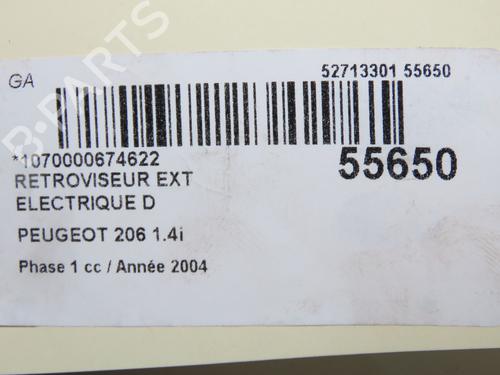 GA
52713301 55650
*1070000674622
55650
RETROVISEUR EXT
ELECTRIQUE D
PEUGEOT 206 1.4i
Phase 1 cc / Année 2004
B-PARTS